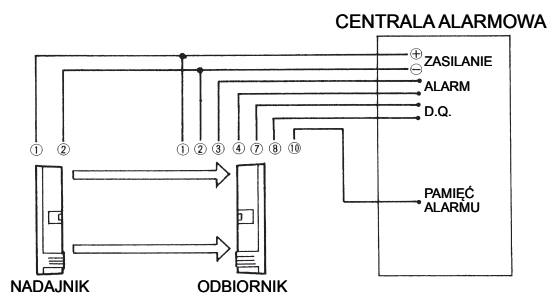 CENTRALA ALARMOWA
⊕ ZASILANIE
⊖
ALARM
D.Q.
① ② ① ② ③ ④ ⑦ ⑧ ⑩
PAMIĘĆ
ALARMU
NADAJNIK ODBIORNIK